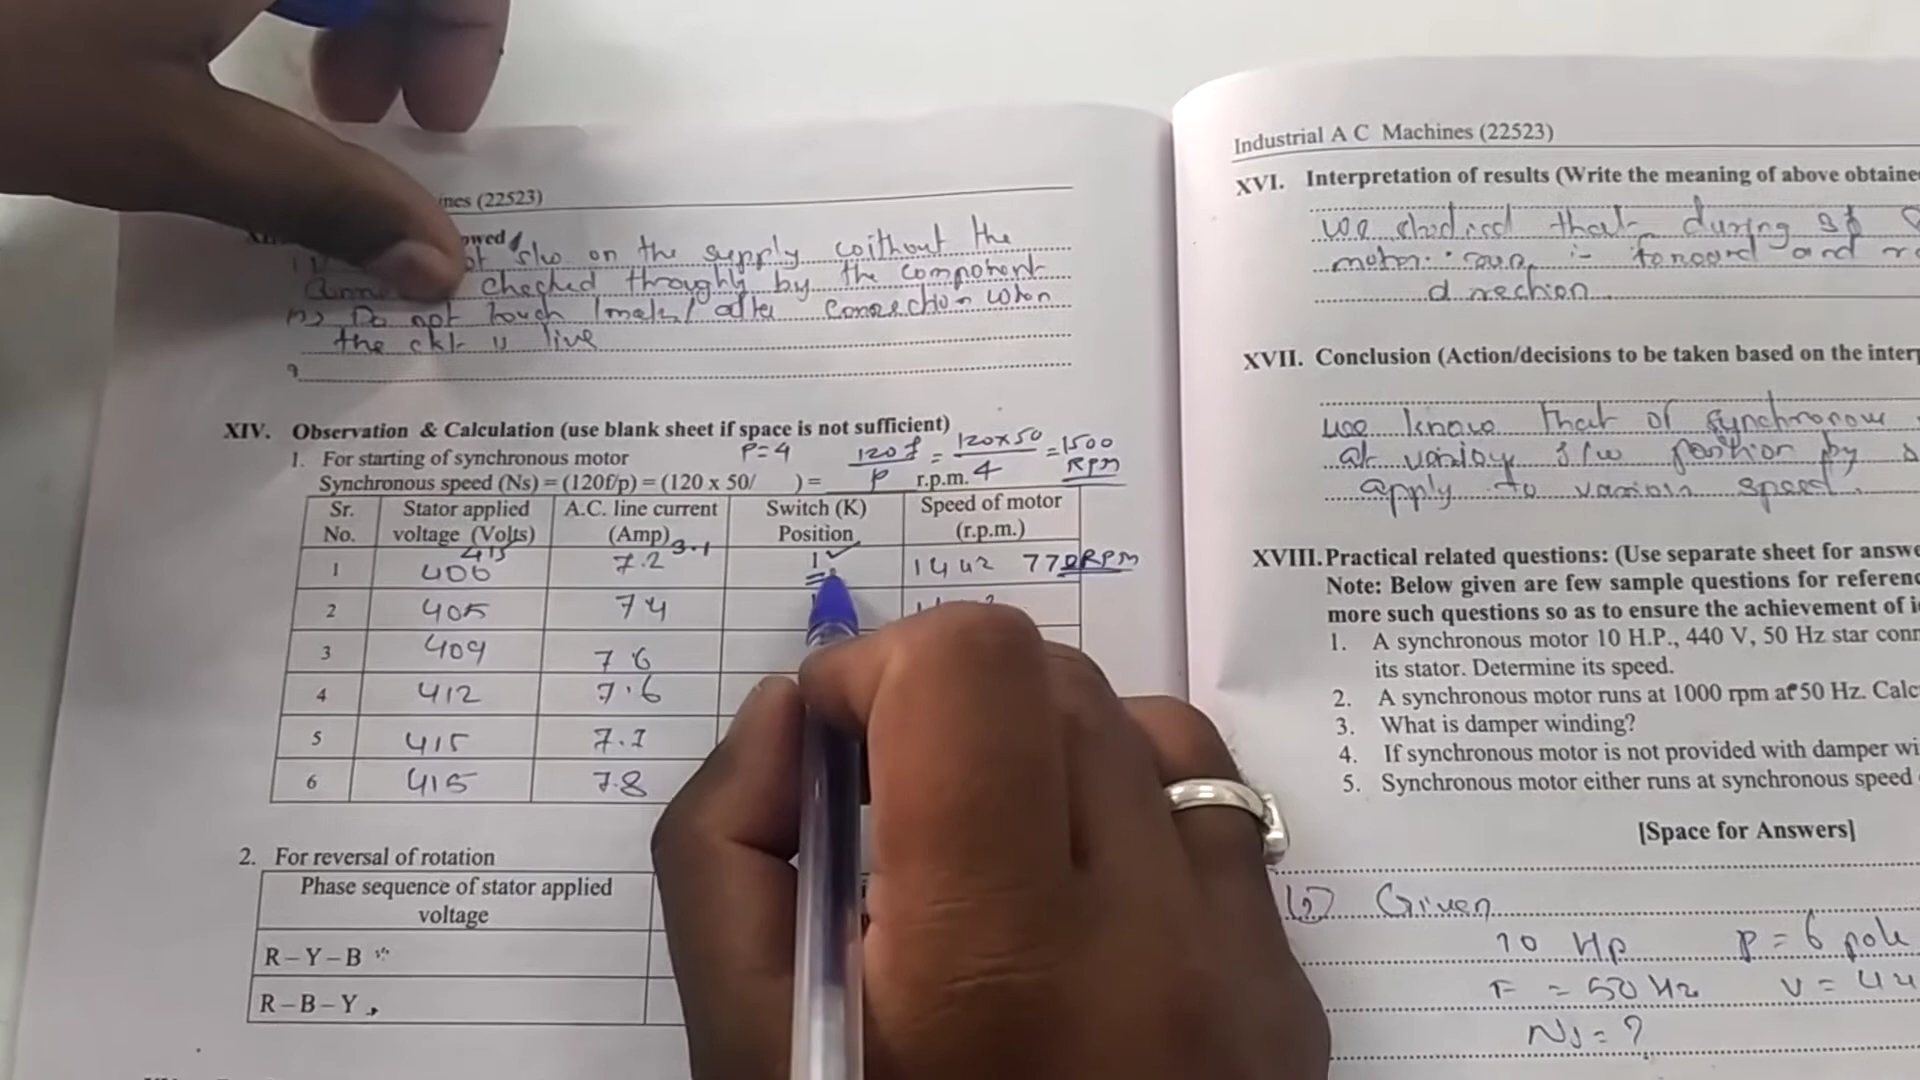 ines (22523)
owed
on the supply without the
checked throughly by the component
Do not touch after when
the ckt is live
XIV. Observation & Calculation (use blank sheet if space is not sufficient)
1. For starting of synchronous motor P=4 120f/P = 120x50/4 = 1500 RPM
Synchronous speed (Ns) = (120f/p) = (120 x 50/ ) = r.p.m.
Sr. No. Stator applied voltage (Volts) A.C. line current (Amp) Switch (K) Position Speed of motor (r.p.m.)
1 406 415 7.2 3.1 1 1442 770RPM
2 405 74
3 409 76
4 412 7.6
5 415
6 415 7.8
2. For reversal of rotation
Phase sequence of stator applied voltage
R – Y – B
R – B – Y
Industrial A C Machines (22523)
XVI. Interpretation of results (Write the meaning of above obtaine
we that during
motor forward and
direction
XVII. Conclusion (Action/decisions to be taken based on the inter
we know that of
at position by
apply to speed
XVIII. Practical related questions: (Use separate sheet for answe
Note: Below given are few sample questions for referenc
more such questions so as to ensure the achievement of i
1. A synchronous motor 10 H.P., 440 V, 50 Hz star conn
its stator. Determine its speed.
2. A synchronous motor runs at 1000 rpm at 50 Hz. Calc
3. What is damper winding?
4. If synchronous motor is not provided with damper wi
5. Synchronous motor either runs at synchronous speed
[Space for Answers]
Given
10 Hp P = 6 pole
F = 50 Hz V = 44
Ns = ?